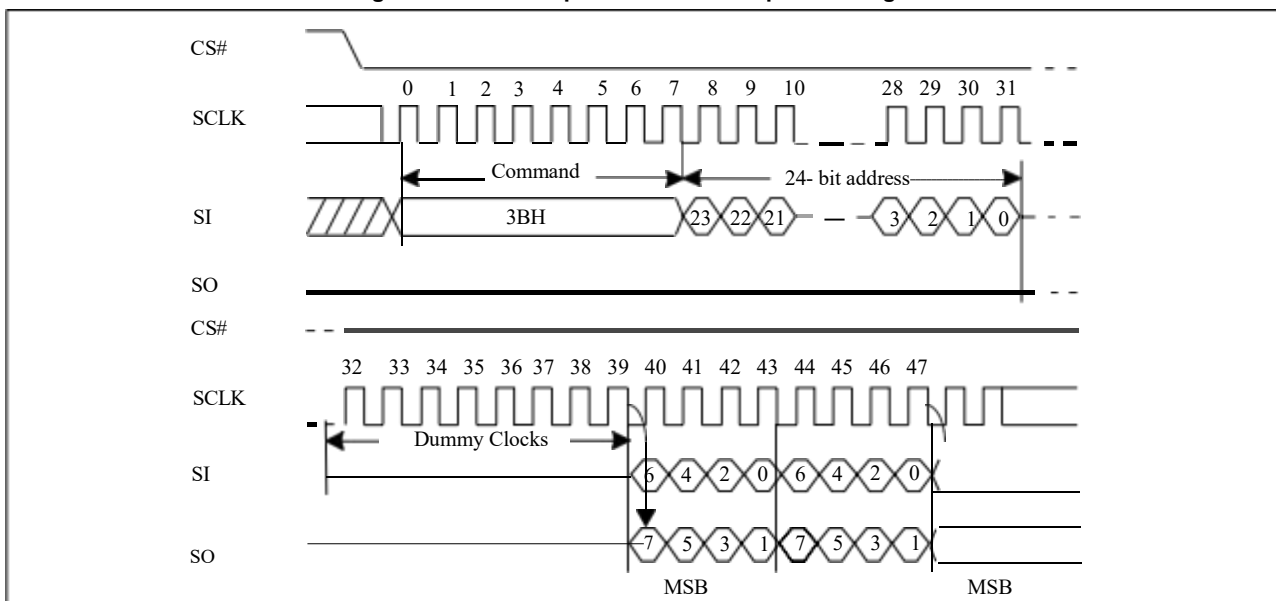 CS#
0 1 2 3 4 5 6 7 8 9 10 28 29 30 31
SCLK
Command 24- bit address
SI 3BH 23 22 21 3 2 1 0
SO
CS#
32 33 34 35 36 37 38 39 40 41 42 43 44 45 46 47
SCLK
Dummy Clocks
SI 6 4 2 0 6 4 2 0
SO 7 5 3 1 7 5 3 1
MSB MSB